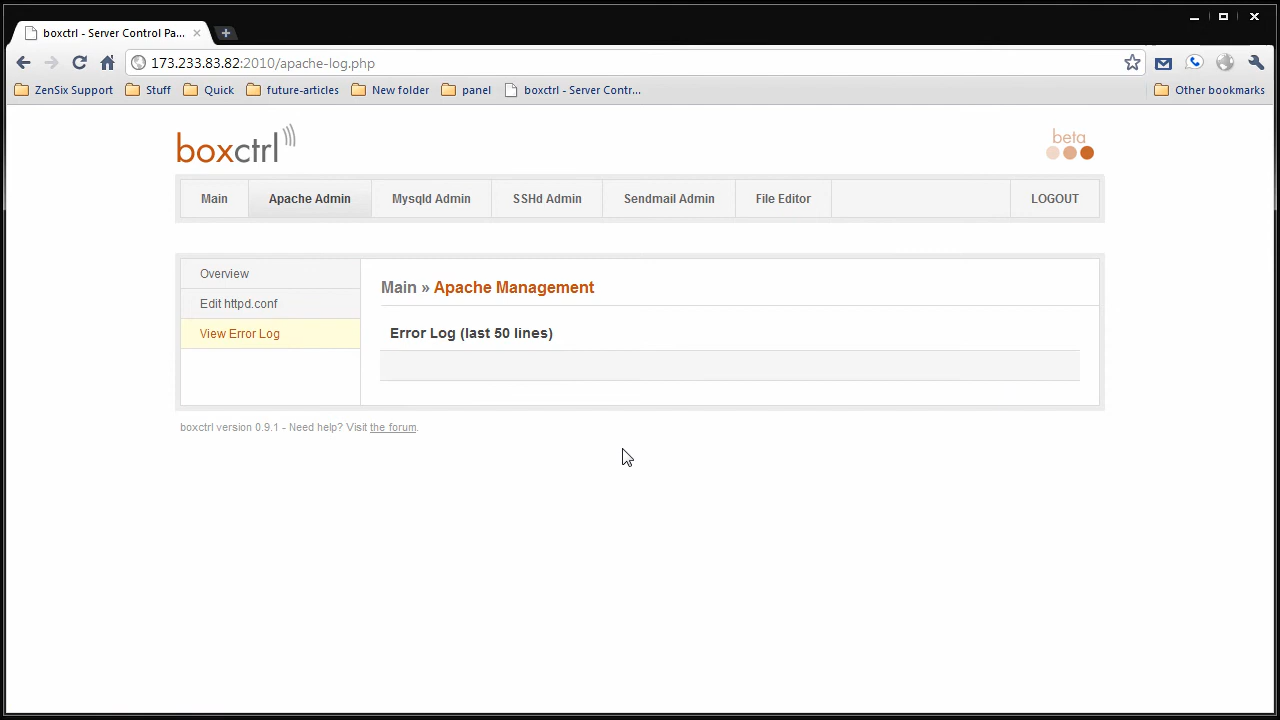 boxctrl - Server Control Pa...
173.233.83.82:2010/apache-log.php
ZenSix Support Stuff Quick future-articles New folder panel boxctrl - Server Contr... Other bookmarks
boxctrl beta
Main Apache Admin Mysqld Admin SSHd Admin Sendmail Admin File Editor LOGOUT
Overview
Edit httpd.conf
View Error Log
Main » Apache Management
Error Log (last 50 lines)
boxctrl version 0.9.1 - Need help? Visit the forum.